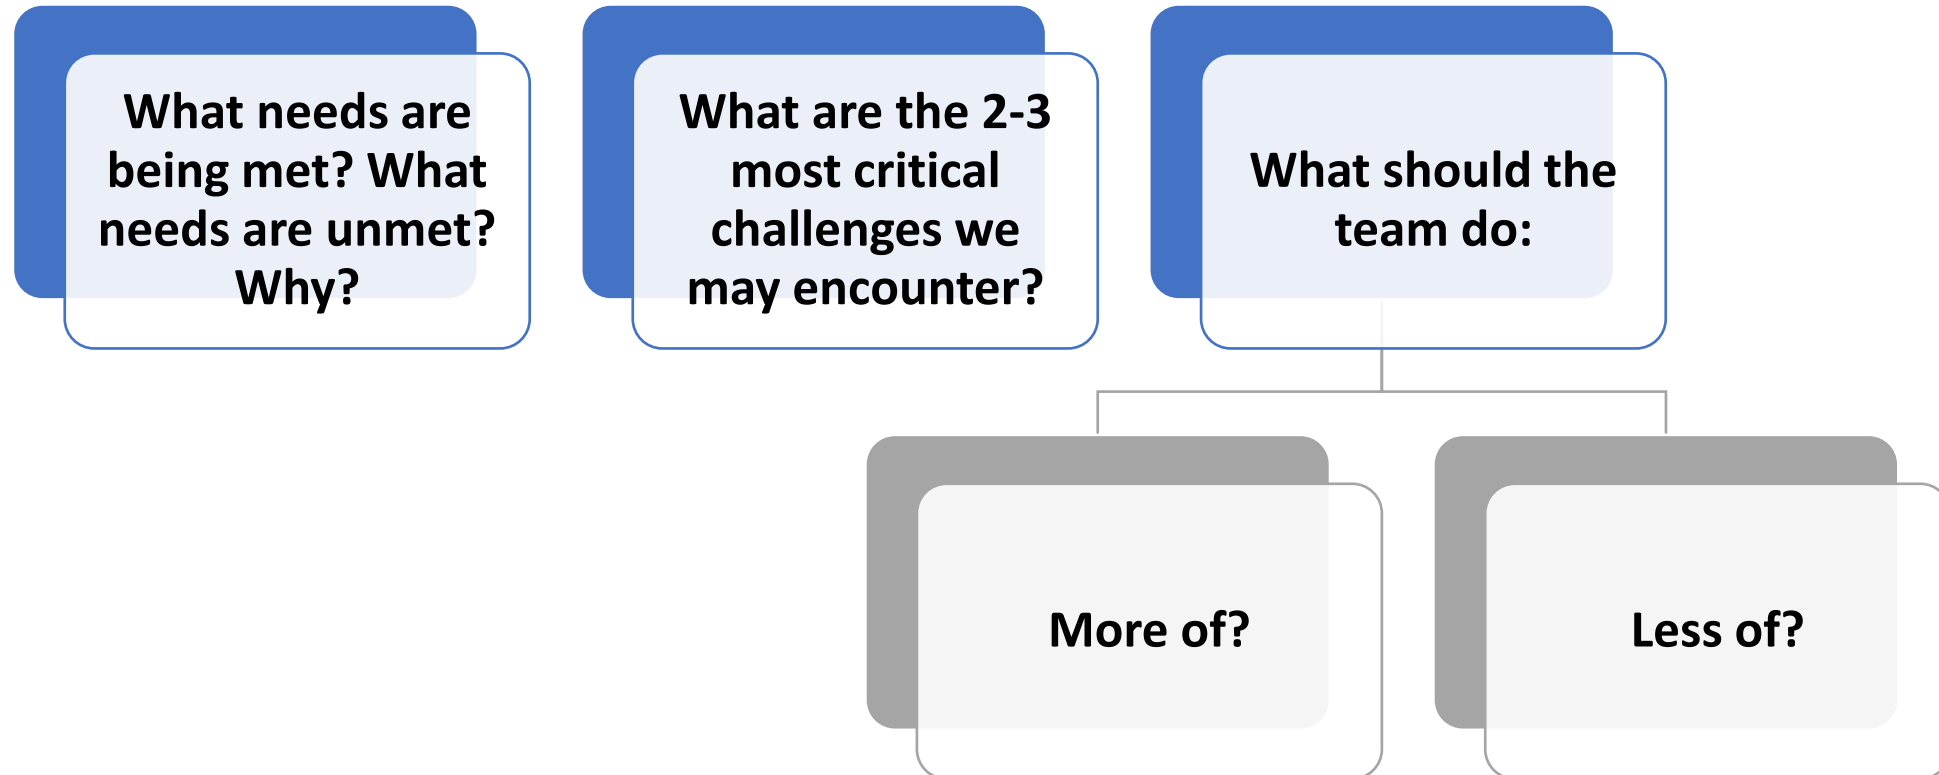 What needs are
being met? What
needs are unmet?
Why?
What are the 2-3
most critical
challenges we
may encounter?
What should the
team do:
More of?
Less of?